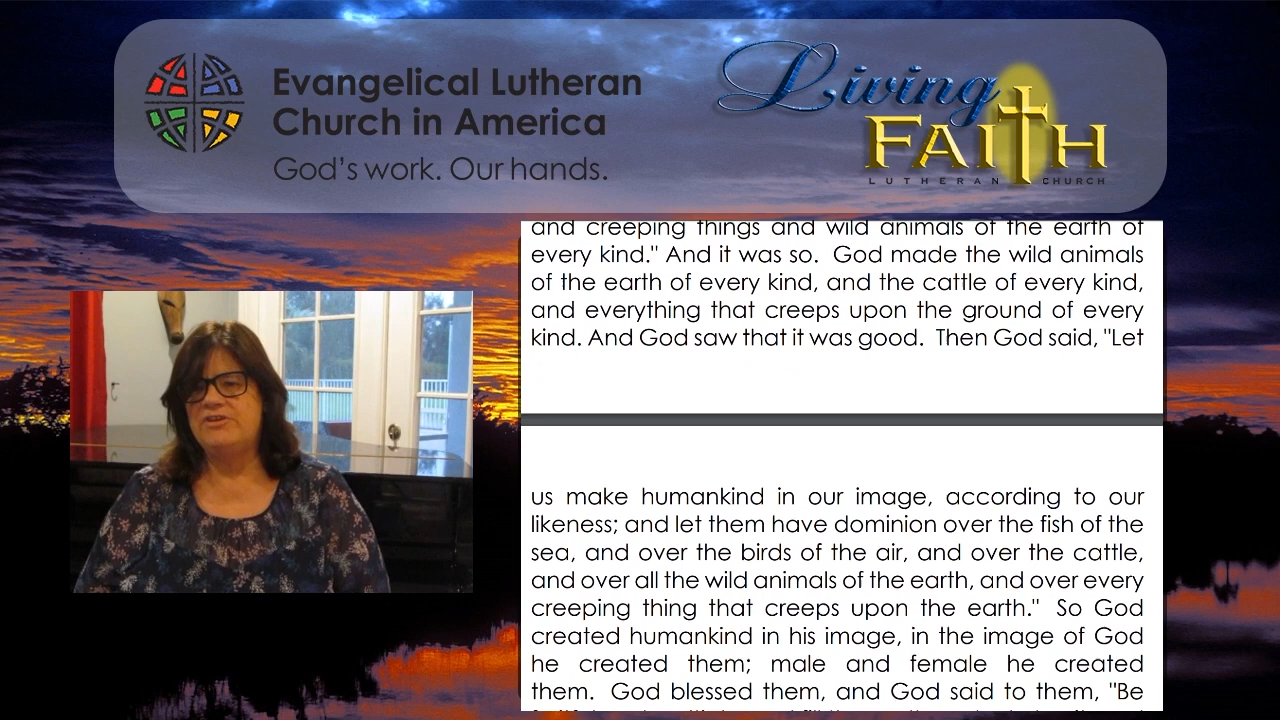 Evangelical Lutheran
Church in America
God's work. Our hands.
Living
FAITH
LUTHERAN CHURCH
and creeping things and wild animals of the earth of
every kind." And it was so. God made the wild animals
of the earth of every kind, and the cattle of every kind,
and everything that creeps upon the ground of every
kind. And God saw that it was good. Then God said, "Let
us make humankind in our image, according to our
likeness; and let them have dominion over the fish of the
sea, and over the birds of the air, and over the cattle,
and over all the wild animals of the earth, and over every
creeping thing that creeps upon the earth." So God
created humankind in his image, in the image of God
he created them; male and female he created
them. God blessed them, and God said to them, "Be